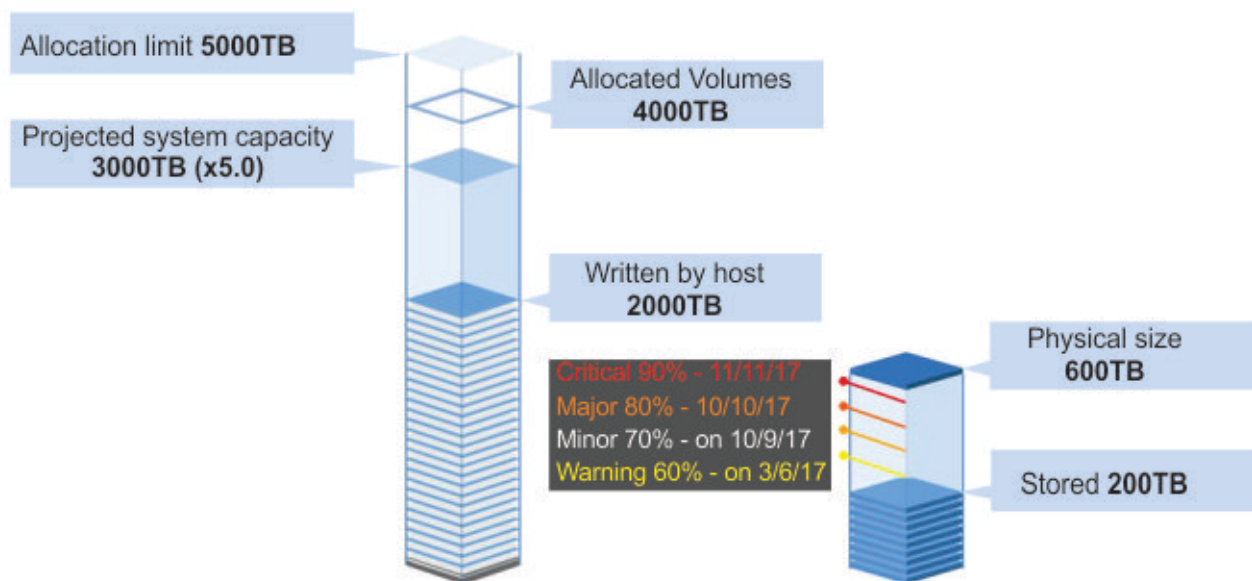 Allocation limit 5000TB
Allocated Volumes
4000TB
Projected system capacity
3000TB (x5.0)
Written by host
2000TB
Physical size
600TB
Critical 90% - 11/11/17
Major 80% - 10/10/17
Minor 70% - on 10/9/17
Warning 60% - on 3/6/17
Stored 200TB